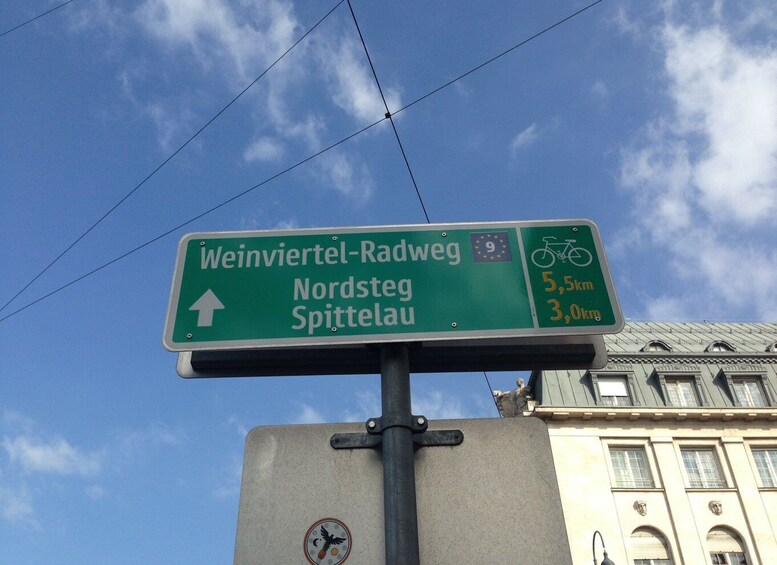 Weinviertel-Radweg 9
Nordsteg 5,5km
Spittelau 3,0km